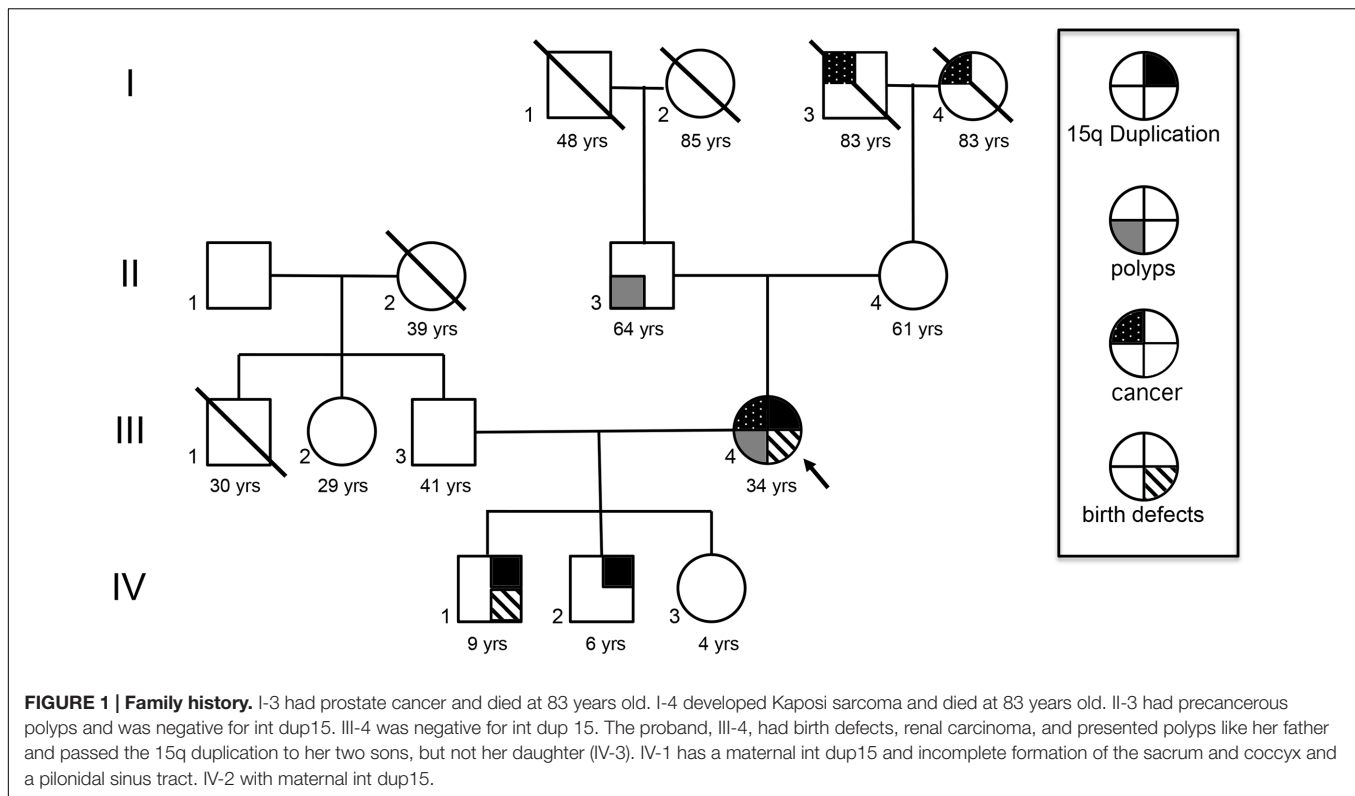 I
1
48 yrs
2
85 yrs
3
83 yrs
4
83 yrs
II
1
2
39 yrs
3
64 yrs
4
61 yrs
III
1
30 yrs
2
29 yrs
3
41 yrs
4
34 yrs
IV
1
9 yrs
2
6 yrs
3
4 yrs
15q Duplication
polyps
cancer
birth defects
FIGURE 1 | Family history. I-3 had prostate cancer and died at 83 years old. I-4 developed Kaposi sarcoma and died at 83 years old. II-3 had precancerous
polyps and was negative for int dup15. III-4 was negative for int dup 15. The proband, III-4, had birth defects, renal carcinoma, and presented polyps like her father
and passed the 15q duplication to her two sons, but not her daughter (IV-3). IV-1 has a maternal int dup15 and incomplete formation of the sacrum and coccyx and
a pilonidal sinus tract. IV-2 with maternal int dup15.